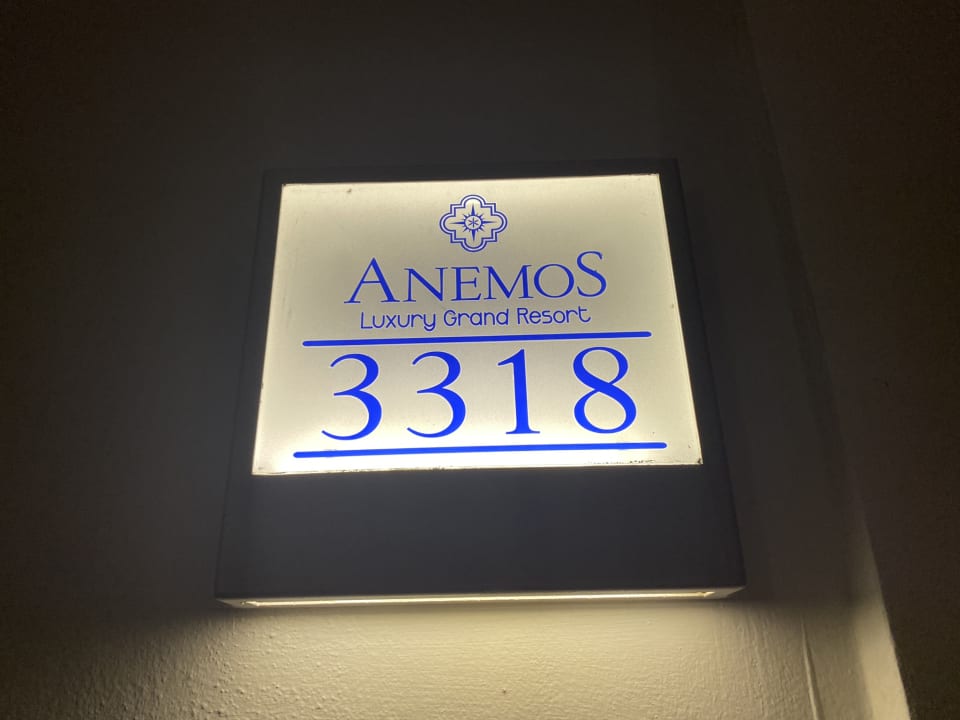 ANEMOS
Luxury Grand Resort
3318